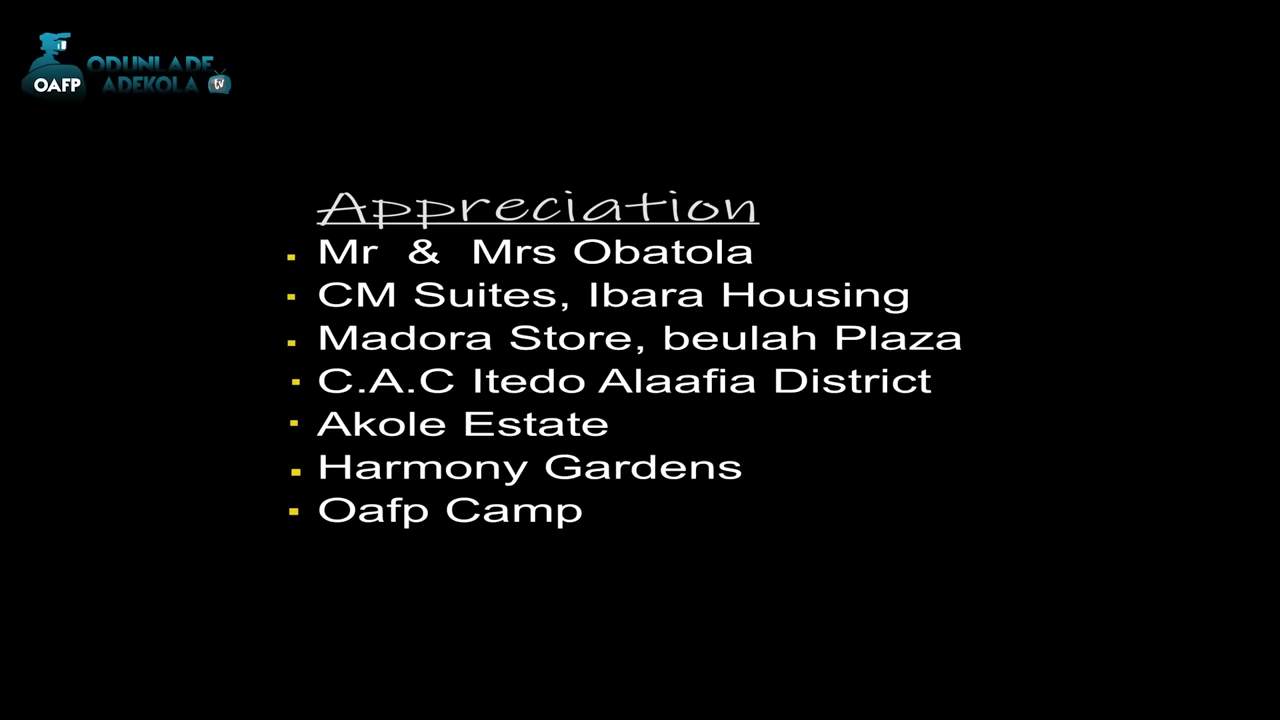 OAFP
ODUNLADE
ADEKOLA tv
Appreciation
Mr & Mrs Obatola
CM Suites, Ibara Housing
Madora Store, beulah Plaza
C.A.C Itedo Alaafia District
Akole Estate
Harmony Gardens
Oafp Camp